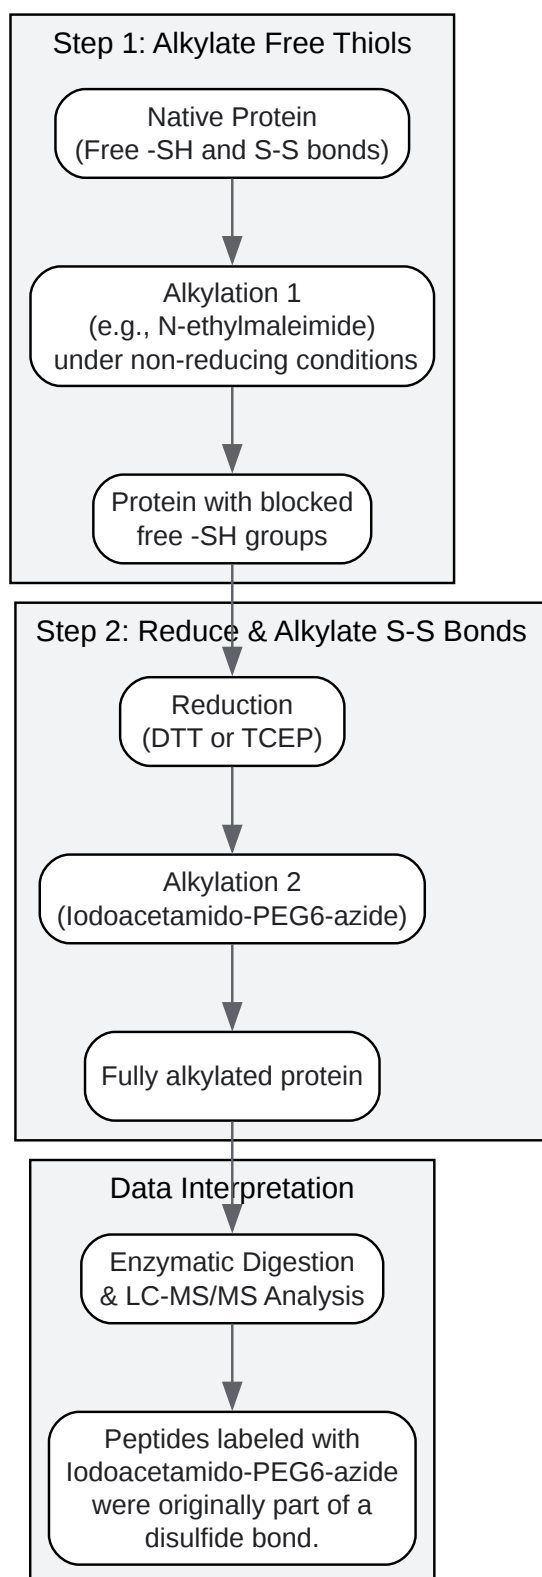 Step 1: Alkylate Free Thiols
Native Protein
(Free -SH and S-S bonds)
Alkylation 1
(e.g., N-ethylmaleimide)
under non-reducing conditions
Protein with blocked
free -SH groups
Step 2: Reduce & Alkylate S-S Bonds
Reduction
(DTT or TCEP)
Alkylation 2
(Iodoacetamido-PEG6-azide)
Fully alkylated protein
Data Interpretation
Enzymatic Digestion
& LC-MS/MS Analysis
Peptides labeled with
Iodoacetamido-PEG6-azide
were originally part of a
disulfide bond.